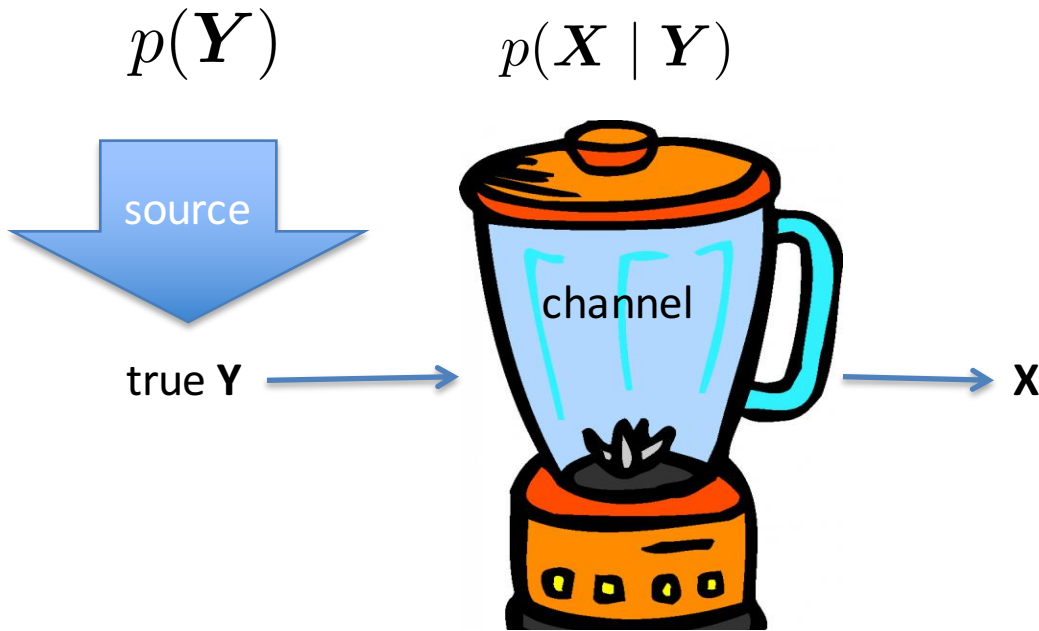 p(Y)
p(X | Y)
source
channel
true Y
X